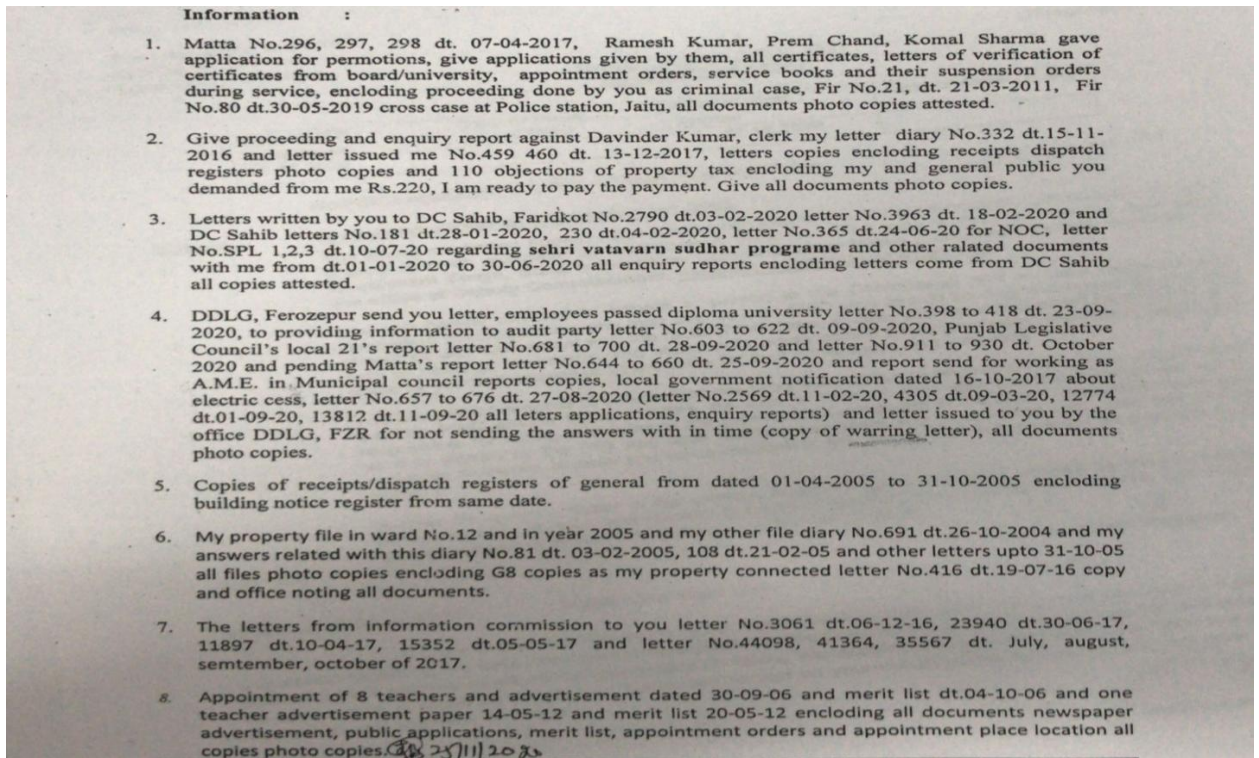 Information :
1. Matta No.296, 297, 298 dt. 07-04-2017, Ramesh Kumar, Prem Chand, Komal Sharma gave
application for permotions, give applications given by them, all certificates, letters of verification of
certificates from board/university, appointment orders, service books and their suspension orders
during service, encloding proceeding done by you as criminal case, Fir No.21, dt. 21-03-2011, Fir
No.80 dt.30-05-2019 cross case at Police station, Jaitu, all documents photo copies attested.
2. Give proceeding and enquiry report against Davinder Kumar, clerk my letter diary No.332 dt.15-11-
2016 and letter issued me No.459 460 dt. 13-12-2017, letters copies encloding receipts dispatch
registers photo copies and 110 objections of property tax encloding my and general public you
demanded from me Rs.220, I am ready to pay the payment. Give all documents photo copies.
3. Letters written by you to DC Sahib, Faridkot No.2790 dt.03-02-2020 letter No.3963 dt. 18-02-2020 and
DC Sahib letters No.181 dt.28-01-2020, 230 dt.04-02-2020, letter No.365 dt.24-06-20 for NOC, letter
No.SPL 1,2,3 dt.10-07-20 regarding sehri vatavarn sudhar programe and other ralated documents
with me from dt.01-01-2020 to 30-06-2020 all enquiry reports encloding letters come from DC Sahib
all copies attested.
4. DDLG, Ferozepur send you letter, employees passed diploma university letter No.398 to 418 dt. 23-09-
2020, to providing information to audit party letter No.603 to 622 dt. 09-09-2020, Punjab Legislative
Council's local 21's report letter No.681 to 700 dt. 28-09-2020 and letter No.911 to 930 dt. October
2020 and pending Matta's report letter No.644 to 660 dt. 25-09-2020 and report send for working as
A.M.E. in Municipal council reports copies, local government notification dated 16-10-2017 about
electric cess, letter No.657 to 676 dt. 27-08-2020 (letter No.2569 dt.11-02-20, 4305 dt.09-03-20, 12774
dt.01-09-20, 13812 dt.11-09-20 all leters applications, enquiry reports) and letter issued to you by the
office DDLG, FZR for not sending the answers with in time (copy of warring letter), all documents
photo copies.
5. Copies of receipts/dispatch registers of general from dated 01-04-2005 to 31-10-2005 encloding
building notice register from same date.
6. My property file in ward No.12 and in year 2005 and my other file diary No.691 dt.26-10-2004 and my
answers related with this diary No.81 dt. 03-02-2005, 108 dt.21-02-05 and other letters upto 31-10-05
all files photo copies encloding G8 copies as my property connected letter No.416 dt.19-07-16 copy
and office noting all documents.
7. The letters from information commission to you letter No.3061 dt.06-12-16, 23940 dt.30-06-17,
11897 dt.10-04-17, 15352 dt.05-05-17 and letter No.44098, 41364, 35567 dt. July, august,
semtember, october of 2017.
8. Appointment of 8 teachers and advertisement dated 30-09-06 and merit list dt.04-10-06 and one
teacher advertisement paper 14-05-12 and merit list 20-05-12 encloding all documents newspaper
advertisement, public applications, merit list, appointment orders and appointment place location all
copies photo copies. 25/11/2020